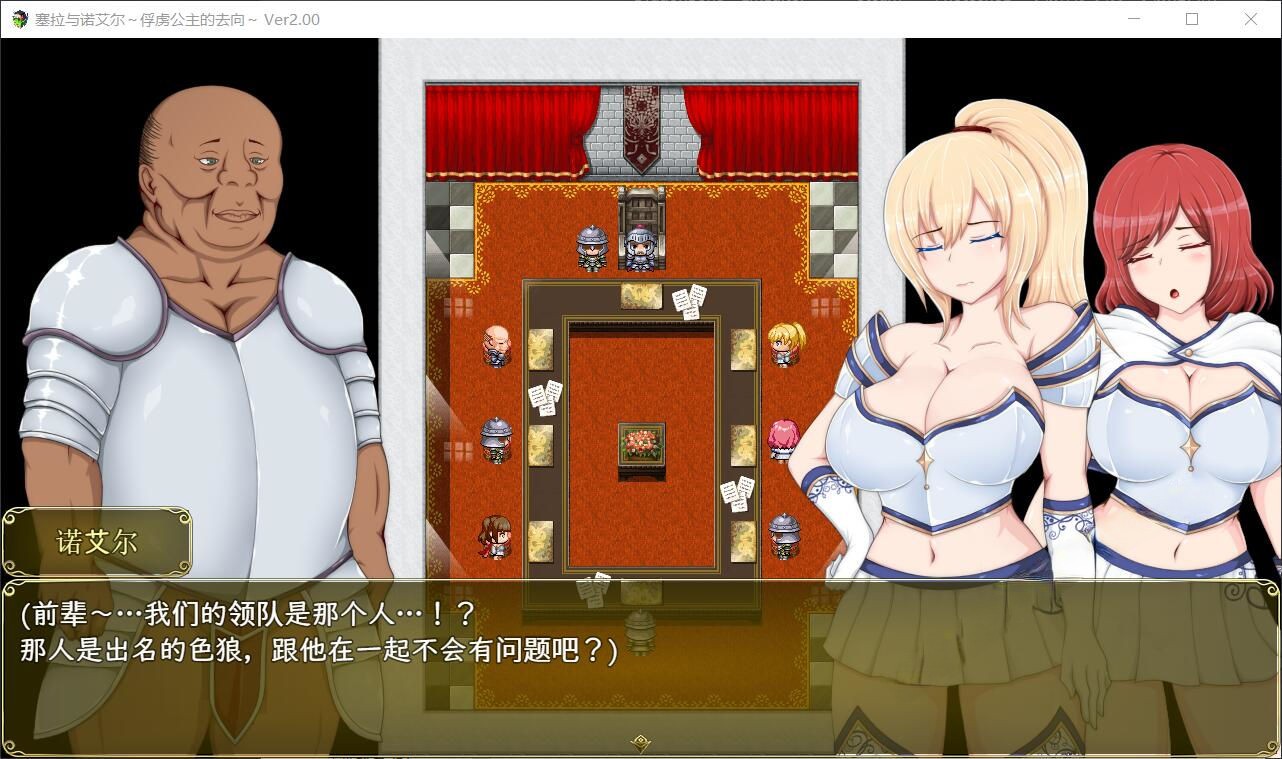 塞拉与诺艾尔～俘虏公主的去向～ Ver2.00
诺艾尔
(前辈～…我们的领队是那个人…！？
那人是出名的色狼，跟他在一起不会有问题吧？)